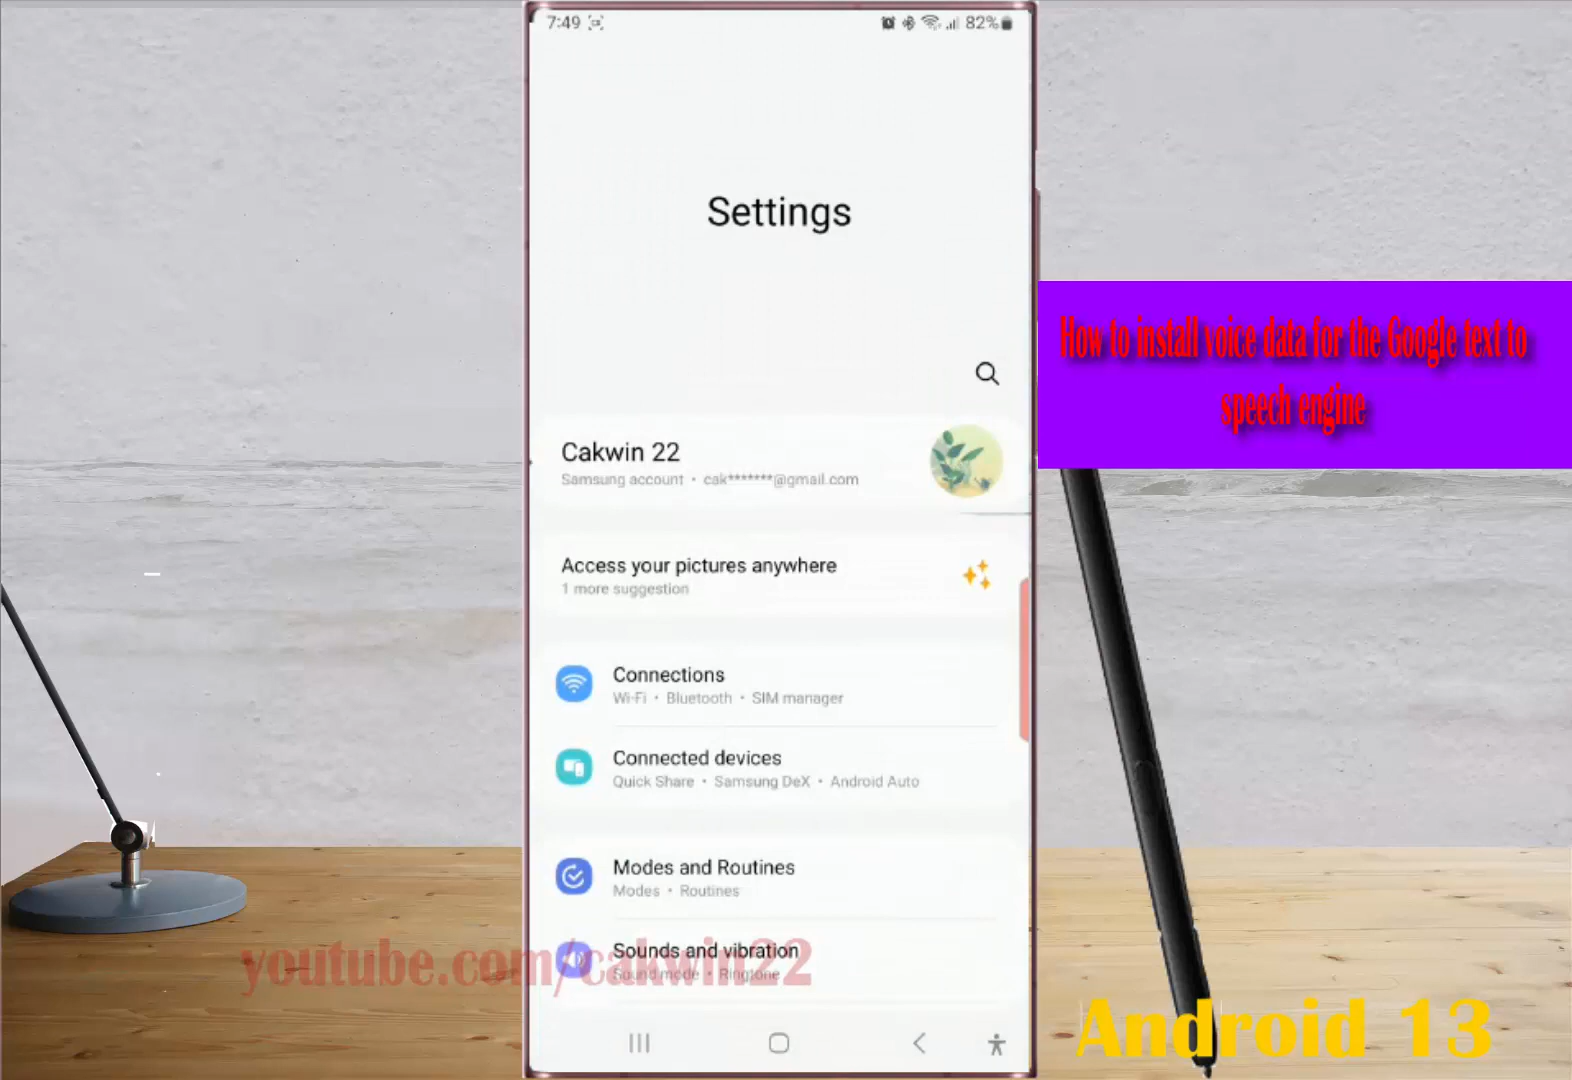 7:49
82%
Settings
How to install voice data for the Google text to
speech engine
Cakwin 22
Samsung account • cak*******@gmail.com
Access your pictures anywhere
1 more suggestion
Connections
Wi-Fi • Bluetooth • SIM manager
Connected devices
Quick Share • Samsung DeX • Android Auto
Modes and Routines
Modes • Routines
Sounds and vibration
Sound mode • Ringtone
youtube.com/cakwin22
Android 13